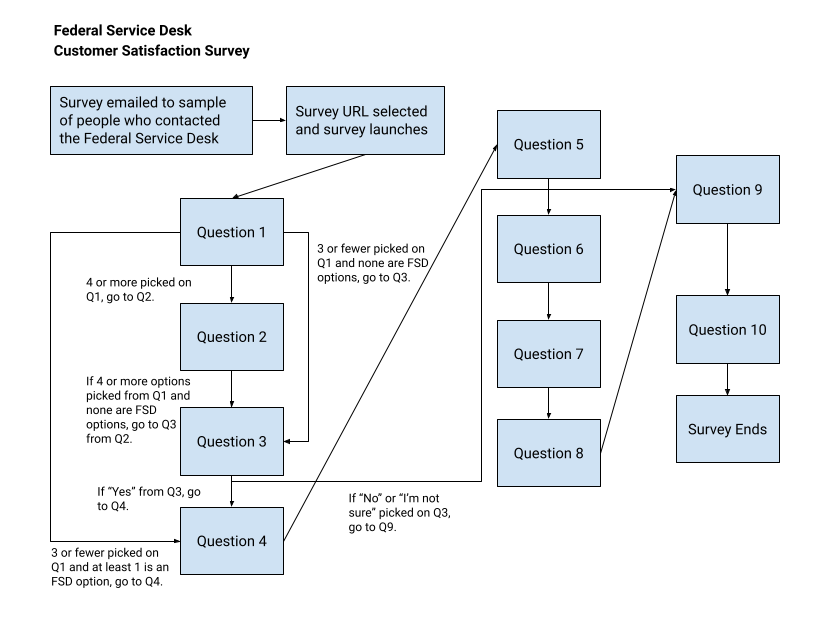 Federal Service Desk
Customer Satisfaction Survey
Survey emailed to sample
of people who contacted
the Federal Service Desk
Survey URL selected
and survey launches
Question 1
4 or more picked on
Q1, go to Q2.
3 or fewer picked on
Q1 and none are FSD
options, go to Q3.
Question 2
If 4 or more options
picked from Q1 and
none are FSD
options, go to Q3
from Q2.
Question 3
If “Yes” from Q3, go
to Q4.
If “No” or “I’m not
sure” picked on Q3,
go to Q9.
Question 4
3 or fewer picked on
Q1 and at least 1 is an
FSD option, go to Q4.
Question 5
Question 6
Question 7
Question 8
Question 9
Question 10
Survey Ends